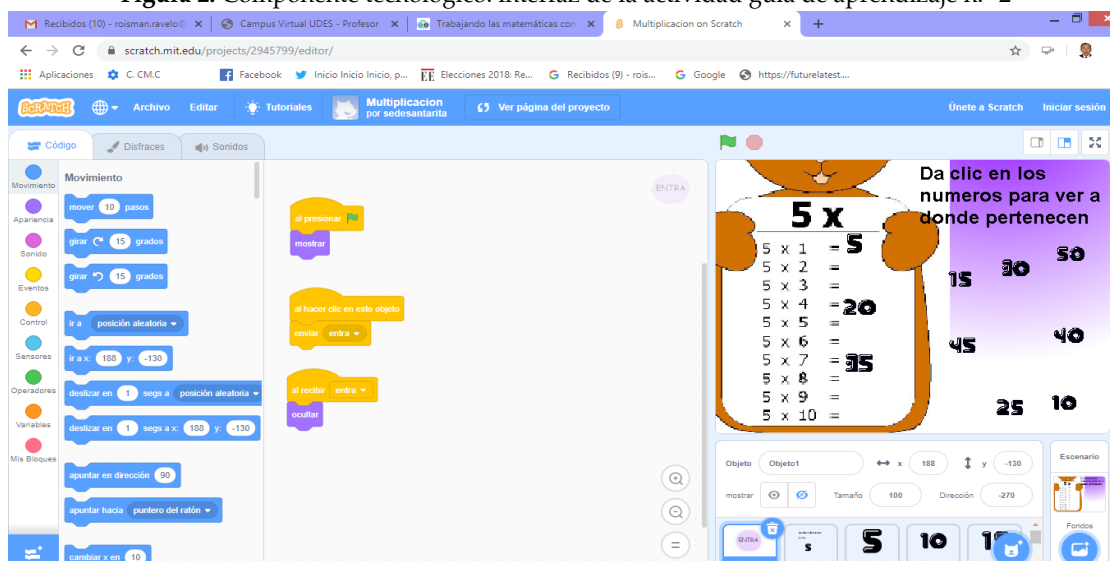 Figura 2. Componente tecnológico: interfaz de la actividad guía de aprendizaje n.° 2
Recibidos (10) - roisman.ravelo@
Campus Virtual UDES - Profesor
Trabajando las matemáticas con
Multiplicacion on Scratch
scratch.mit.edu/projects/2945799/editor/
Aplicaciones
C. CM.C
Facebook
Inicio Inicio Inicio, p...
Elecciones 2018: Re...
Recibidos (9) - rois...
Google
https://futurelatest....
SCRATCH
Archivo
Editar
Tutoriales
Multiplicacion
por sedesantarita
Ver página del proyecto
Únete a Scratch
Iniciar sesión
Código
Disfraces
Sonidos
Movimiento
Apariencia
Sonido
Eventos
Control
Sensores
Operadores
Variables
Mis Bloques
Movimiento
mover 10 pasos
girar 15 grados
girar 15 grados
ir a posición aleatoria
ir a x: 188 y: -130
deslizar en 1 segs a posición aleatoria
deslizar en 1 segs a x: 188 y: -130
apuntar en dirección 90
apuntar hacia puntero del ratón
cambiar x en 10
ENTRA
al presionar
mostrar
al hacer clic en este objeto
enviar entra
al recibir entra
ocultar
Da clic en los
numeros para ver a
donde pertenecen
5 X
5 x 1 = 5
5 x 2 =
5 x 3 =
5 x 4 = 20
5 x 5 =
5 x 6 =
5 x 7 = 35
5 x 8 =
5 x 9 =
5 x 10 =
15
30
50
45
40
25
10
Objeto
Objeto1
x
188
y
-130
mostrar
Tamaño
100
Dirección
-270
Escenario
Fondos
ENTRA
5
5
10